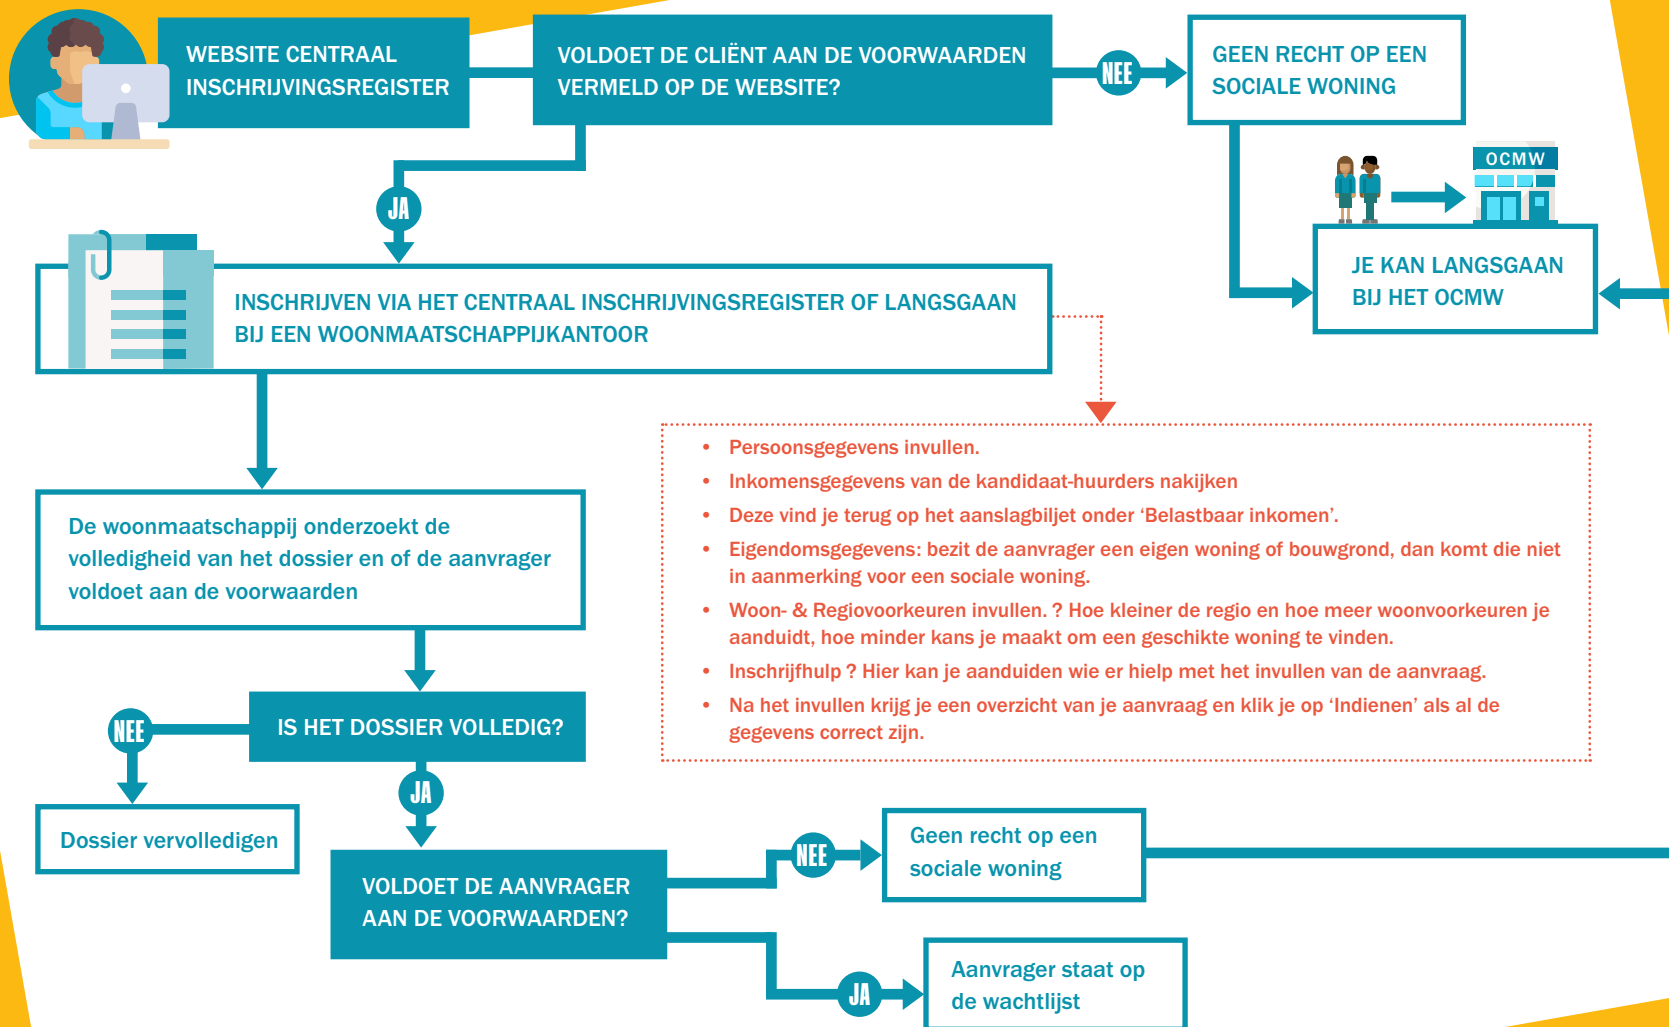 WEBSITE CENTRAAL
INSCHRIJVINGSREGISTER
VOLDOET DE CLIËNT AAN DE VOORWAARDEN
VERMELD OP DE WEBSITE?
NEE
GEEN RECHT OP EEN
SOCIALE WONING
OCMW
JE KAN LANGSGAAN
BIJ HET OCMW
JA
INSCHRIJVEN VIA HET CENTRAAL INSCHRIJVINGSREGISTER OF LANGSGAAN
BIJ EEN WOONMAATSCHAPPIJKANTOOR
• Persoonsgegevens invullen.
• Inkomensgegevens van de kandidaat-huurders nakijken
• Deze vind je terug op het aanslagbiljet onder ‘Belastbaar inkomen’.
• Eigendomsgegevens: bezit de aanvrager een eigen woning of bouwgrond, dan komt die niet
in aanmerking voor een sociale woning.
• Woon- & Regiovoorkeuren invullen. ? Hoe kleiner de regio en hoe meer woonvoorkeuren je
aanduidt, hoe minder kans je maakt om een geschikte woning te vinden.
• Inschrijfhulp ? Hier kan je aanduiden wie er hielp met het invullen van de aanvraag.
• Na het invullen krijg je een overzicht van je aanvraag en klik je op ‘Indienen’ als al de
gegevens correct zijn.
De woonmaatschappij onderzoekt de
volledigheid van het dossier en of de aanvrager
voldoet aan de voorwaarden
IS HET DOSSIER VOLLEDIG?
NEE
Dossier vervolledigen
JA
VOLDOET DE AANVRAGER
AAN DE VOORWAARDEN?
NEE
Geen recht op een
sociale woning
JA
Aanvrager staat op
de wachtlijst